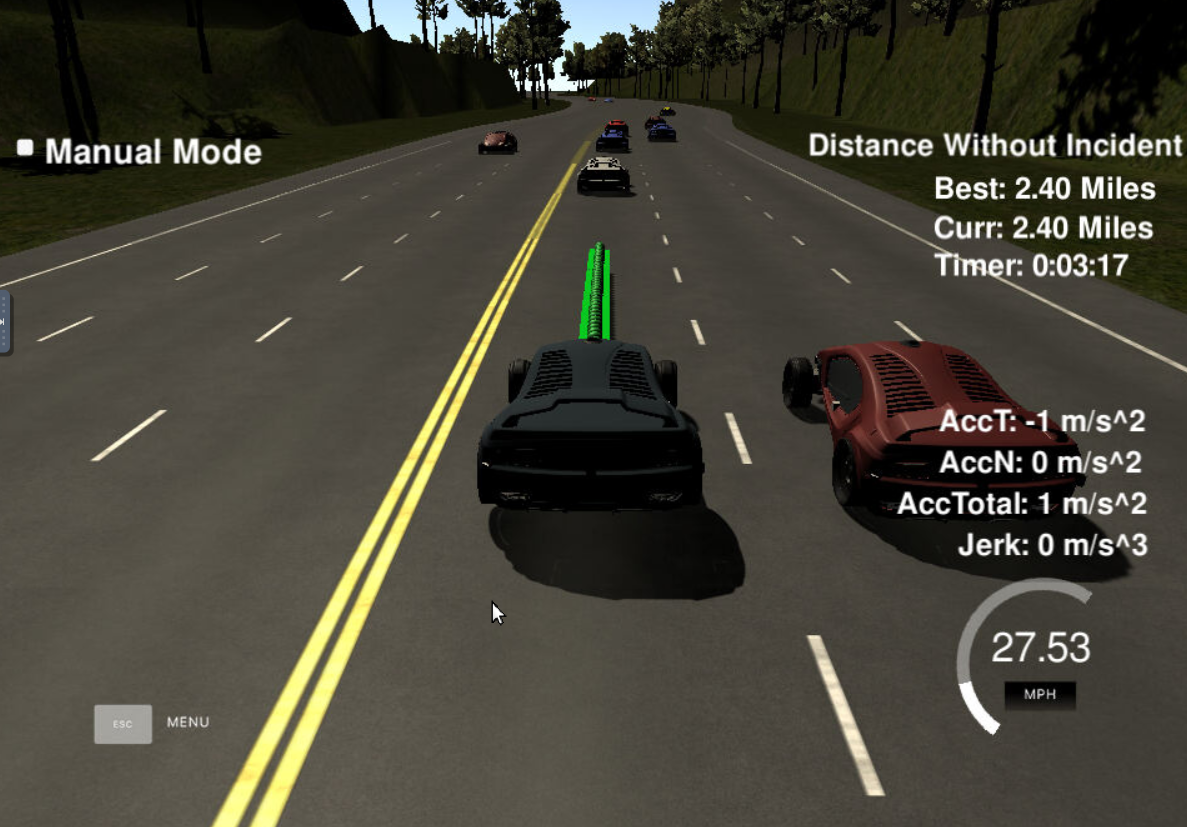 Manual Mode
Distance Without Incident
Best: 2.40 Miles
Curr: 2.40 Miles
Timer: 0:03:17
AccT: -1 m/s^2
AccN: 0 m/s^2
AccTotal: 1 m/s^2
Jerk: 0 m/s^3
27.53
MPH
ESC MENU